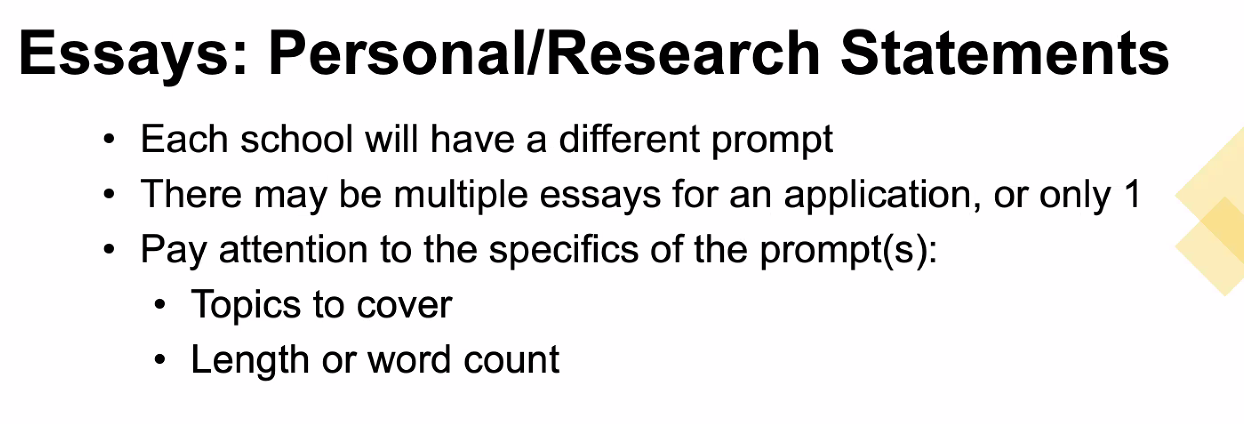 Essays: Personal/Research Statements
• Each school will have a different prompt
• There may be multiple essays for an application, or only 1
• Pay attention to the specifics of the prompt(s):
• Topics to cover
• Length or word count